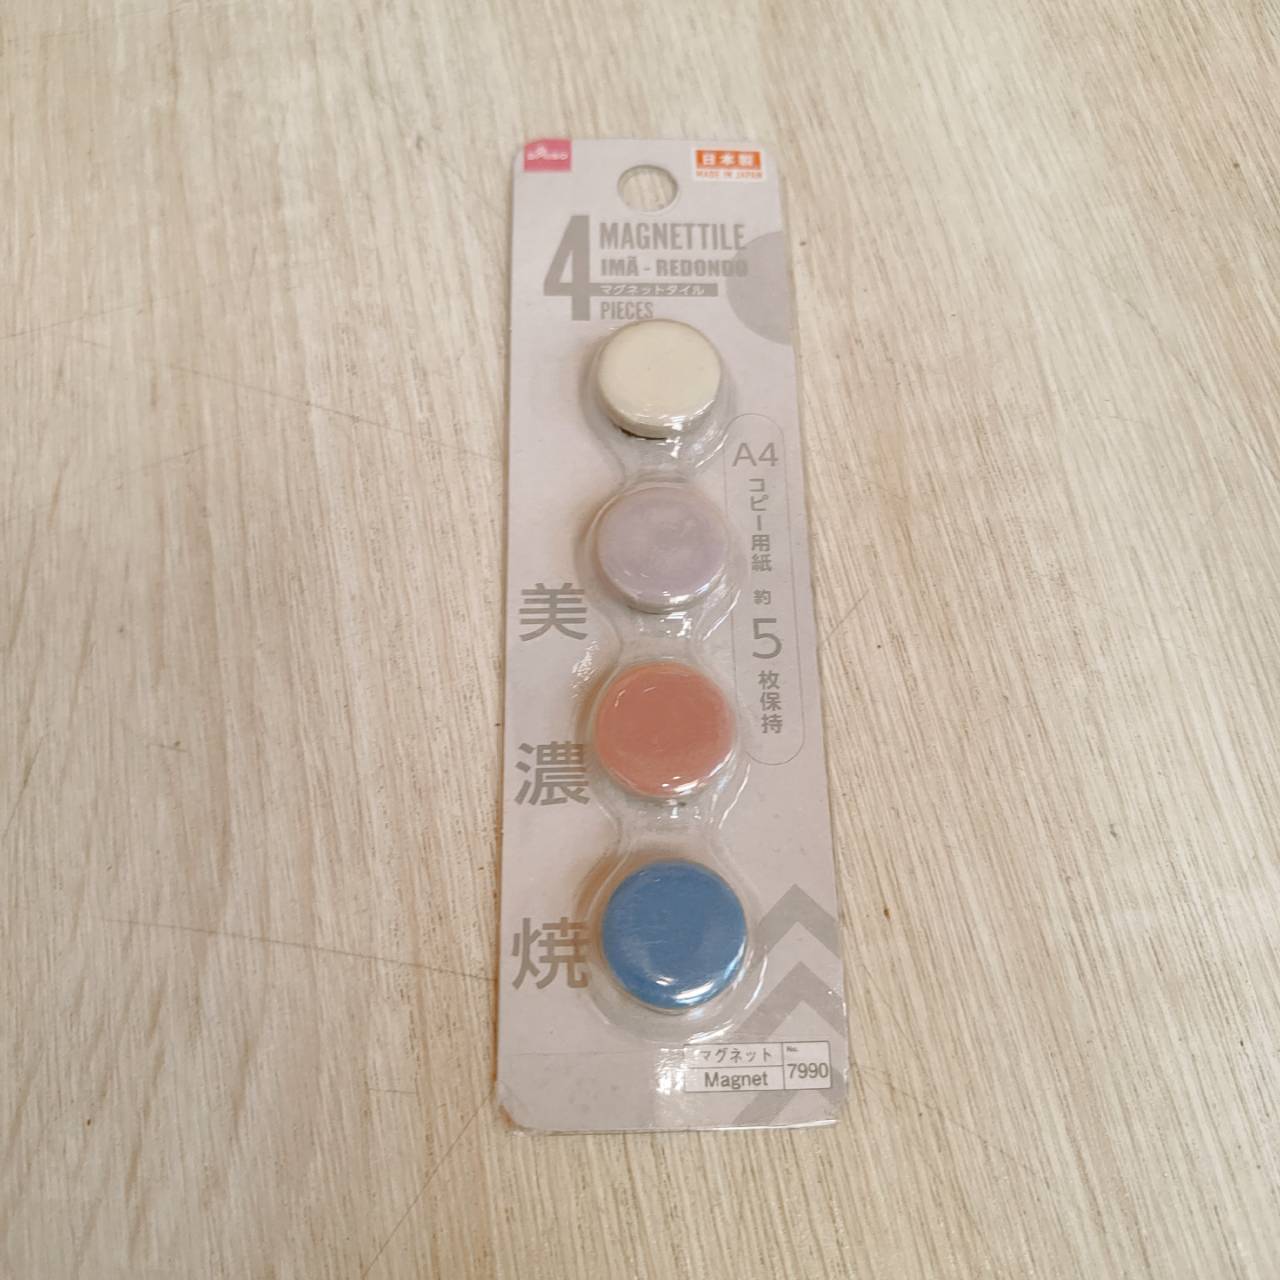 DAISO
日本製
MADE IN JAPAN
4
MAGNETTILE
IMÃ - REDONDO
マグネットタイル
PIECES
A4
コピー用紙
約
5
枚保持
美
濃
焼
マグネット
Magnet
No.
7990